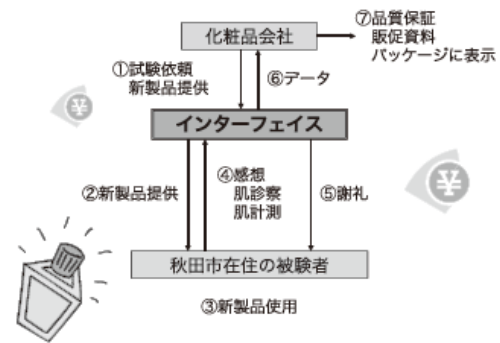 化粧品会社
⑦品質保証
販促資料
パッケージに表示
①試験依頼
新製品提供
⑥データ
¥
インターフェイス
②新製品提供
④感想
肌診察
肌計測
⑤謝礼
¥
秋田市在住の被験者
③新製品使用